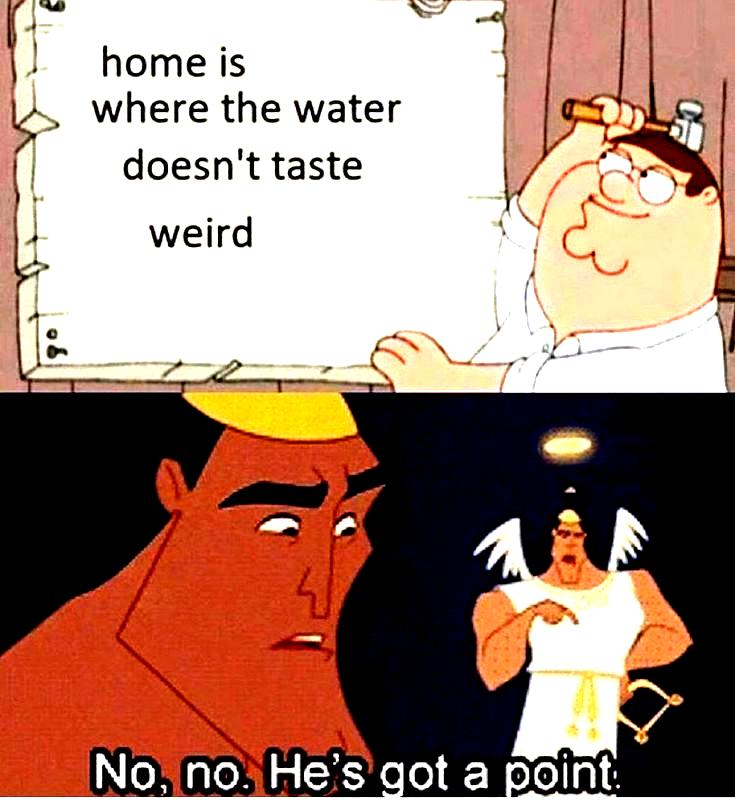 home is
where the water
doesn't taste
weird
No, no. He's got a point.